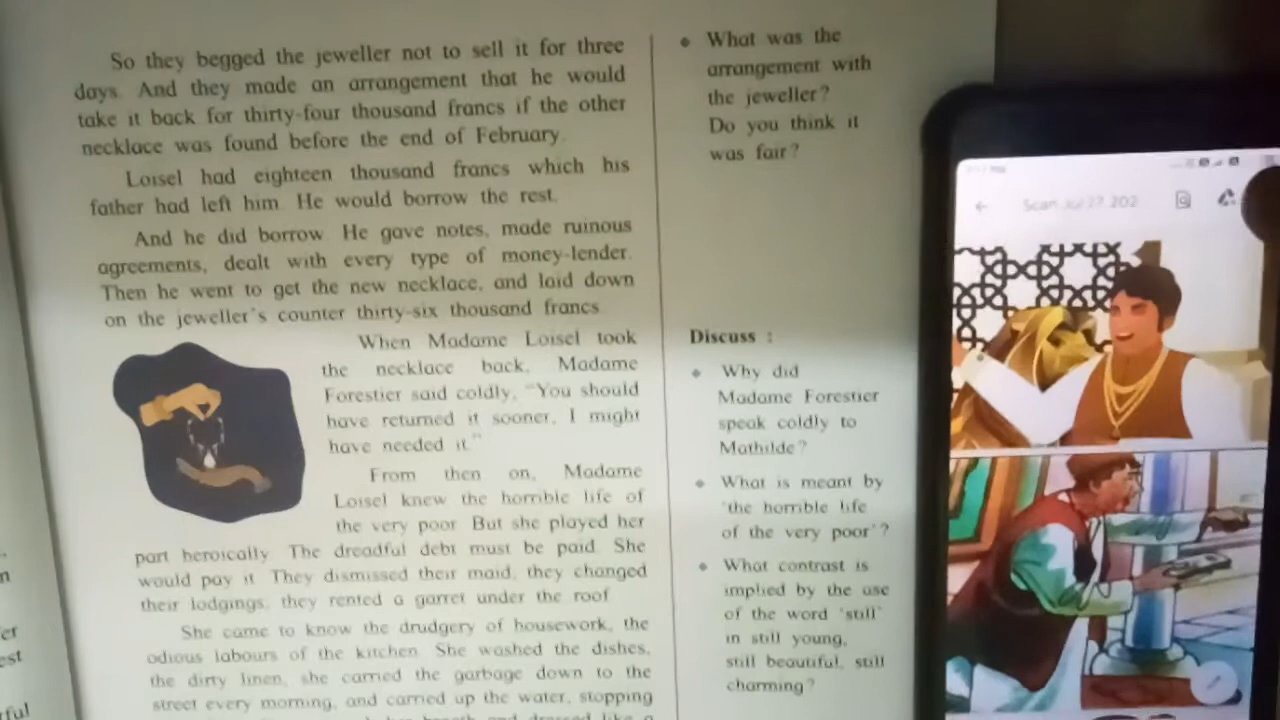 So they begged the jeweller not to sell it for three
days. And they made an arrangement that he would
take it back for thirty-four thousand francs if the other
necklace was found before the end of February.
Loisel had eighteen thousand francs which his
father had left him. He would borrow the rest.
And he did borrow. He gave notes, made ruinous
agreements, dealt with every type of money-lender.
Then he went to get the new necklace, and laid down
on the jeweller's counter thirty-six thousand francs.
When Madame Loisel took
the necklace back, Madame
Forestier said coldly, "You should
have returned it sooner, I might
have needed it."
From then on, Madame
Loisel knew the horrible life of
the very poor. But she played her
part heroically. The dreadful debt must be paid. She
would pay it. They dismissed their maid, they changed
their lodgings, they rented a garret under the roof.
She came to know the drudgery of housework, the
odious labours of the kitchen. She washed the dishes,
the dirty linen, she carried the garbage down to the
street every morning, and carried up the water, stopping
• What was the
arrangement with
the jeweller?
Do you think it
was fair?
Discuss :
• Why did
Madame Forestier
speak coldly to
Mathilde?
• What is meant by
'the horrible life
of the very poor'?
• What contrast is
implied by the use
of the word 'still'
in still young,
still beautiful, still
charming?
Scan Jul 27 202